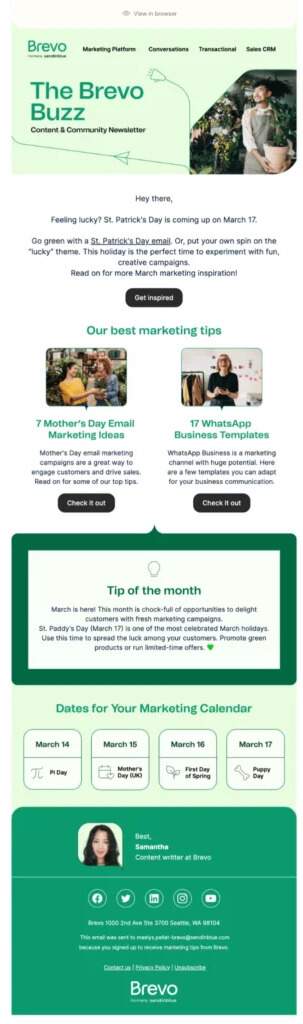 View in browser
Brevo
Formerly sendinblue
Marketing Platform Conversations Transactional Sales CRM
The Brevo
Buzz
Content & Community Newsletter
Hey there,
Feeling lucky? St. Patrick's Day is coming up on March 17.
Go green with a St. Patrick's Day email. Or, put your own spin on the
"lucky" theme. This holiday is the perfect time to experiment with fun,
creative campaigns.
Read on for more March marketing inspiration!
Get inspired
Our best marketing tips
7 Mother's Day Email
Marketing Ideas
Mother's Day email marketing
campaigns are a great way to
engage customers and drive sales.
Read on for some of our top tips.
Check it out
17 WhatsApp
Business Templates
WhatsApp Business is a marketing
channel with huge potential. Here
are a few templates you can adapt
for your business communication.
Check it out
Tip of the month
March is here! This month is chock-full of opportunities to delight
customers with fresh marketing campaigns.
St. Paddy's Day (March 17) is one of the most celebrated March holidays.
Use this time to spread the luck among your customers. Promote green
products or run limited-time offers. 💚
Dates for Your Marketing Calendar
March 14
Pi Day
March 15
Mother's
Day (UK)
March 16
First Day
of Spring
March 17
Puppy
Day
Best,
Samantha
Content writter at Brevo
Brevo 1000 2nd Ave Ste 3700 Seattle, WA 98104
This email was sent to maelys.pellat-brevo@sendinblue.com
because you signed up to receive marketing tips from Brevo.
Contact us | Privacy Policy | Unsubscribe
Brevo
Formerly sendinblue